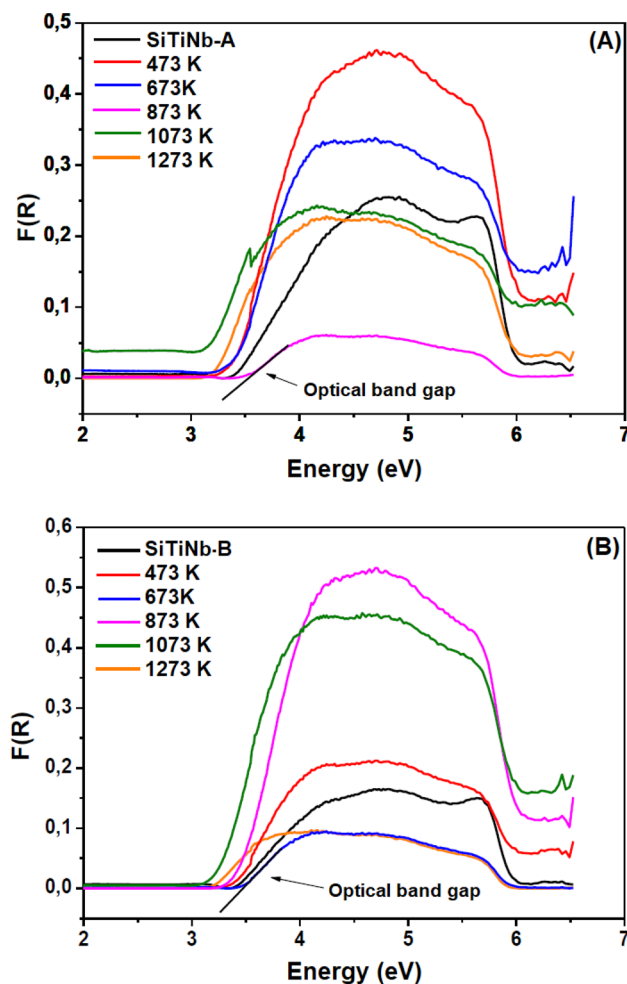 (A)
SiTiNb-A
473 K
673K
873 K
1073 K
1273 K
Optical band gap
F(R)
0,5
0,4
0,3
0,2
0,1
0,0
2 3 4 5 6 7
Energy (eV)
(B)
SiTiNb-B
473 K
673K
873 K
1073 K
1273 K
Optical band gap
F(R)
0,6
0,5
0,4
0,3
0,2
0,1
0,0
2 3 4 5 6 7
Energy (eV)